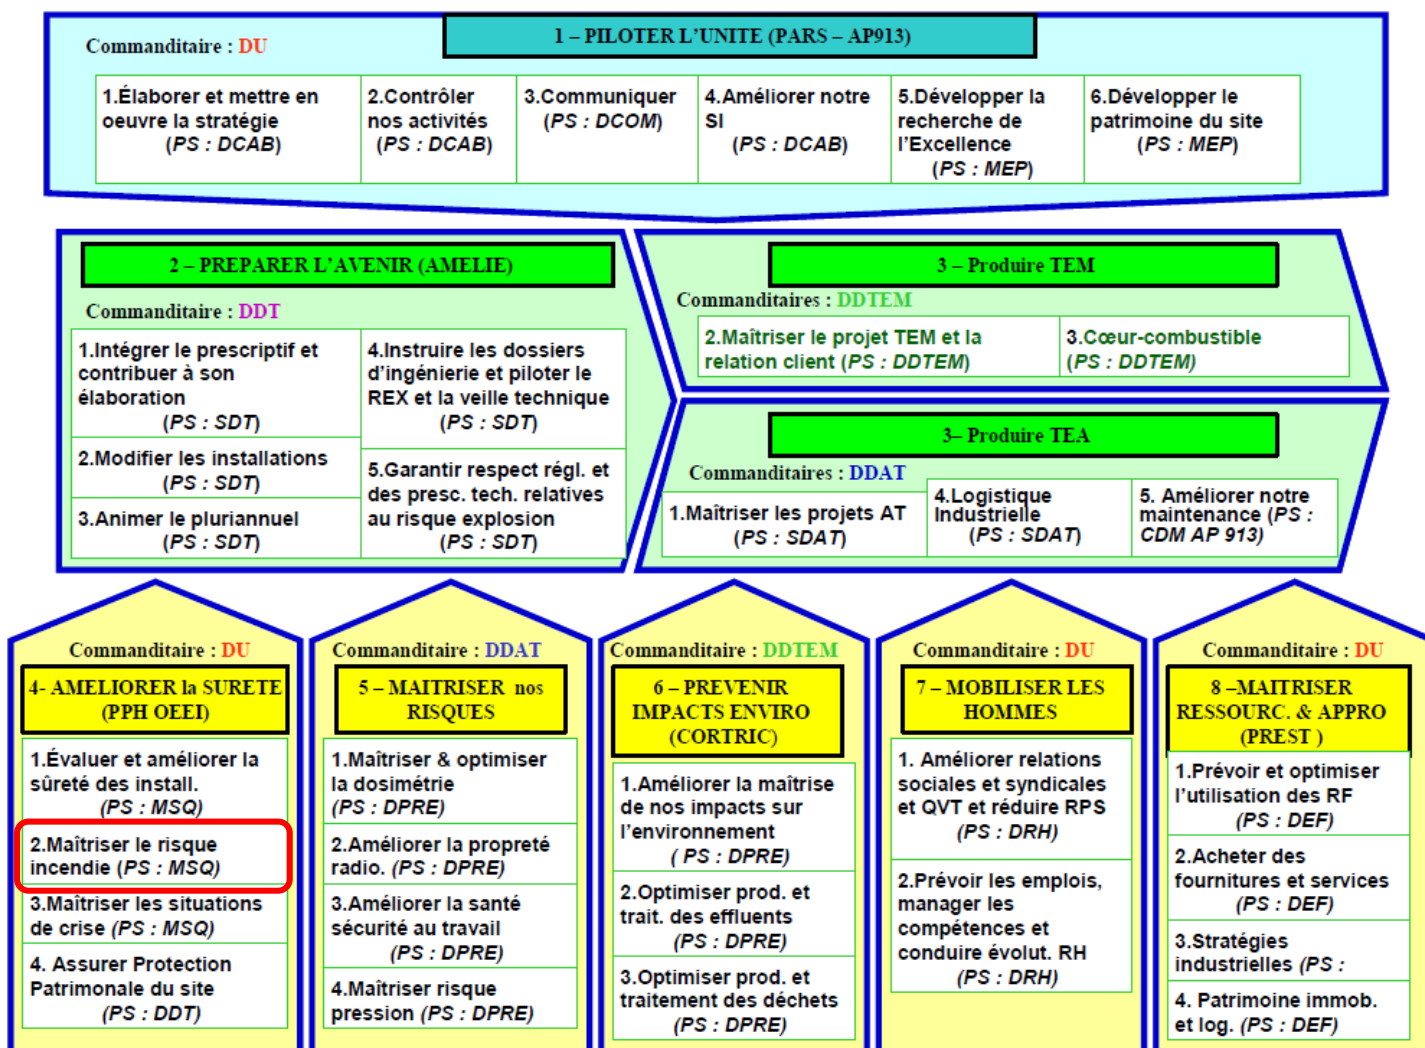 1 – PILOTER L'UNITE (PARS – AP913)
Commanditaire : DU
1.Élaborer et mettre en
oeuvre la stratégie
(PS : DCAB)
2.Contrôler
nos activités
(PS : DCAB)
3.Communiquer
(PS : DCOM)
4.Améliorer notre
SI
(PS : DCAB)
5.Développer la
recherche de
l'Excellence
(PS : MEP)
6.Développer le
patrimoine du site
(PS : MEP)
2 – PREPARER L'AVENIR (AMELIE)
Commanditaire : DDT
1.Intégrer le prescriptif et
contribuer à son
élaboration
(PS : SDT)
2.Modifier les installations
(PS : SDT)
3.Animer le pluriannuel
(PS : SDT)
4.Instruire les dossiers
d'ingénierie et piloter le
REX et la veille technique
(PS : SDT)
5.Garantir respect régl. et
des presc. tech. relatives
au risque explosion
(PS : SDT)
3 – Produire TEM
Commanditaires : DDTEM
2.Maîtriser le projet TEM et la
relation client (PS : DDTEM)
3.Cœur-combustible
(PS : DDTEM)
3– Produire TEA
Commanditaires : DDAT
1.Maîtriser les projets AT
(PS : SDAT)
4.Logistique
Industrielle
(PS : SDAT)
5. Améliorer notre
maintenance (PS :
CDM AP 913)
Commanditaire : DU
4- AMELIORER la SURETE
(PPH OEEI)
1.Évaluer et améliorer la
sûreté des install.
(PS : MSQ)
2.Maîtriser le risque
incendie (PS : MSQ)
3.Maîtriser les situations
de crise (PS : MSQ)
4. Assurer Protection
Patrimonale du site
(PS : DDT)
Commanditaire : DDAT
5 – MAITRISER nos
RISQUES
1.Maîtriser & optimiser
la dosimétrie
(PS : DPRE)
2.Améliorer la propreté
radio. (PS : DPRE)
3.Améliorer la santé
sécurité au travail
(PS : DPRE)
4.Maîtriser risque
pression (PS : DPRE)
Commanditaire : DDTEM
6 – PREVENIR
IMPACTS ENVIRO
(CORTRIC)
1.Améliorer la maîtrise
de nos impacts sur
l'environnement
( PS : DPRE)
2.Optimiser prod. et
trait. des effluents
(PS : DPRE)
3.Optimiser prod. et
traitement des déchets
(PS : DPRE)
Commanditaire : DU
7 – MOBILISER LES
HOMMES
1. Améliorer relations
sociales et syndicales
et QVT et réduire RPS
(PS : DRH)
2.Prévoir les emplois,
manager les
compétences et
conduire évolut. RH
(PS : DRH)
Commanditaire : DU
8 –MAITRISER
RESSOURC. & APPRO
(PREST )
1.Prévoir et optimiser
l'utilisation des RF
(PS : DEF)
2.Acheter des
fournitures et services
(PS : DEF)
3.Stratégies
industrielles (PS :
4. Patrimoine immob.
et log. (PS : DEF)